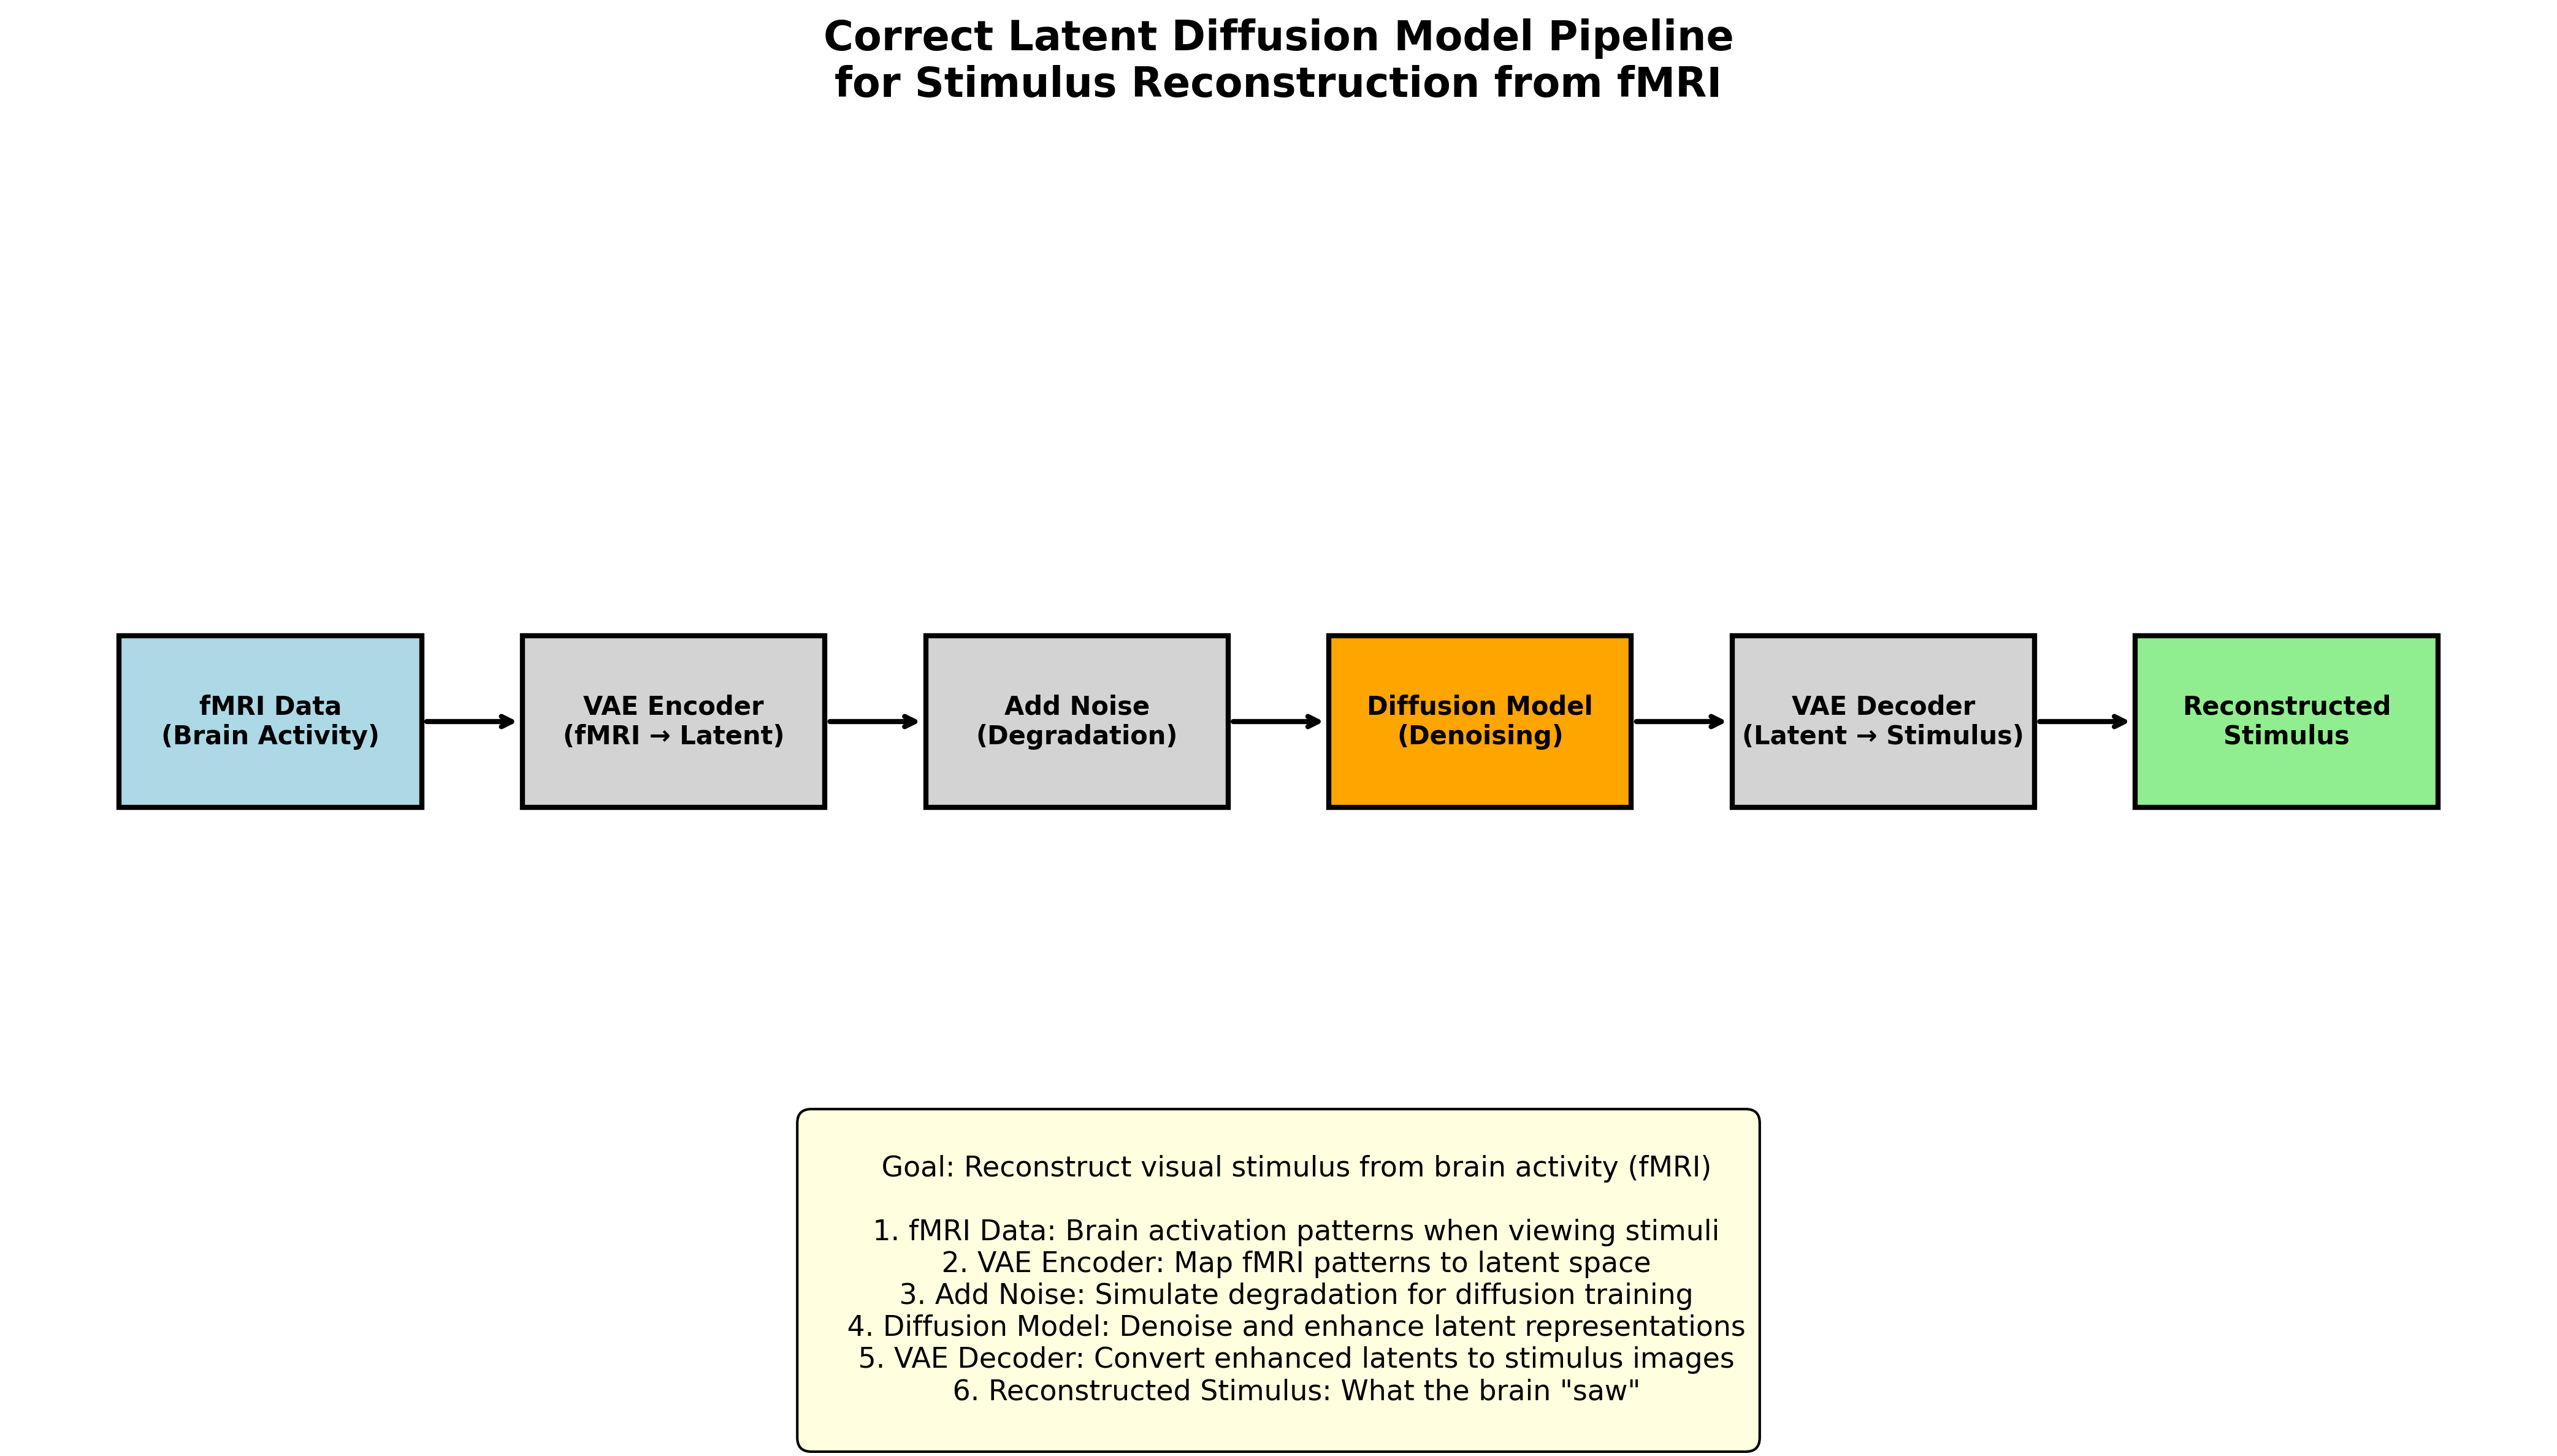 Correct Latent Diffusion Model Pipeline
for Stimulus Reconstruction from fMRI
fMRI Data
(Brain Activity)
VAE Encoder
(fMRI → Latent)
Add Noise
(Degradation)
Diffusion Model
(Denoising)
VAE Decoder
(Latent → Stimulus)
Reconstructed
Stimulus
Goal: Reconstruct visual stimulus from brain activity (fMRI)
1. fMRI Data: Brain activation patterns when viewing stimuli
2. VAE Encoder: Map fMRI patterns to latent space
3. Add Noise: Simulate degradation for diffusion training
4. Diffusion Model: Denoise and enhance latent representations
5. VAE Decoder: Convert enhanced latents to stimulus images
6. Reconstructed Stimulus: What the brain "saw"